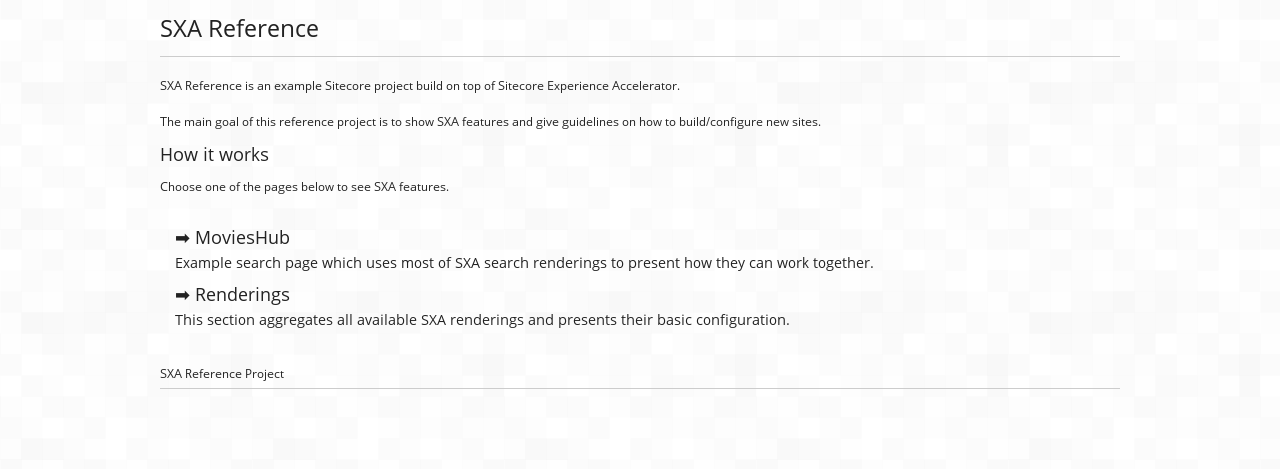 SXA Reference
SXA Reference is an example Sitecore project build on top of Sitecore Experience Accelerator.
The main goal of this reference project is to show SXA features and give guidelines on how to build/configure new sites.
How it works
Choose one of the pages below to see SXA features.
➡ MoviesHub
Example search page which uses most of SXA search renderings to present how they can work together.
➡ Renderings
This section aggregates all available SXA renderings and presents their basic configuration.
SXA Reference Project